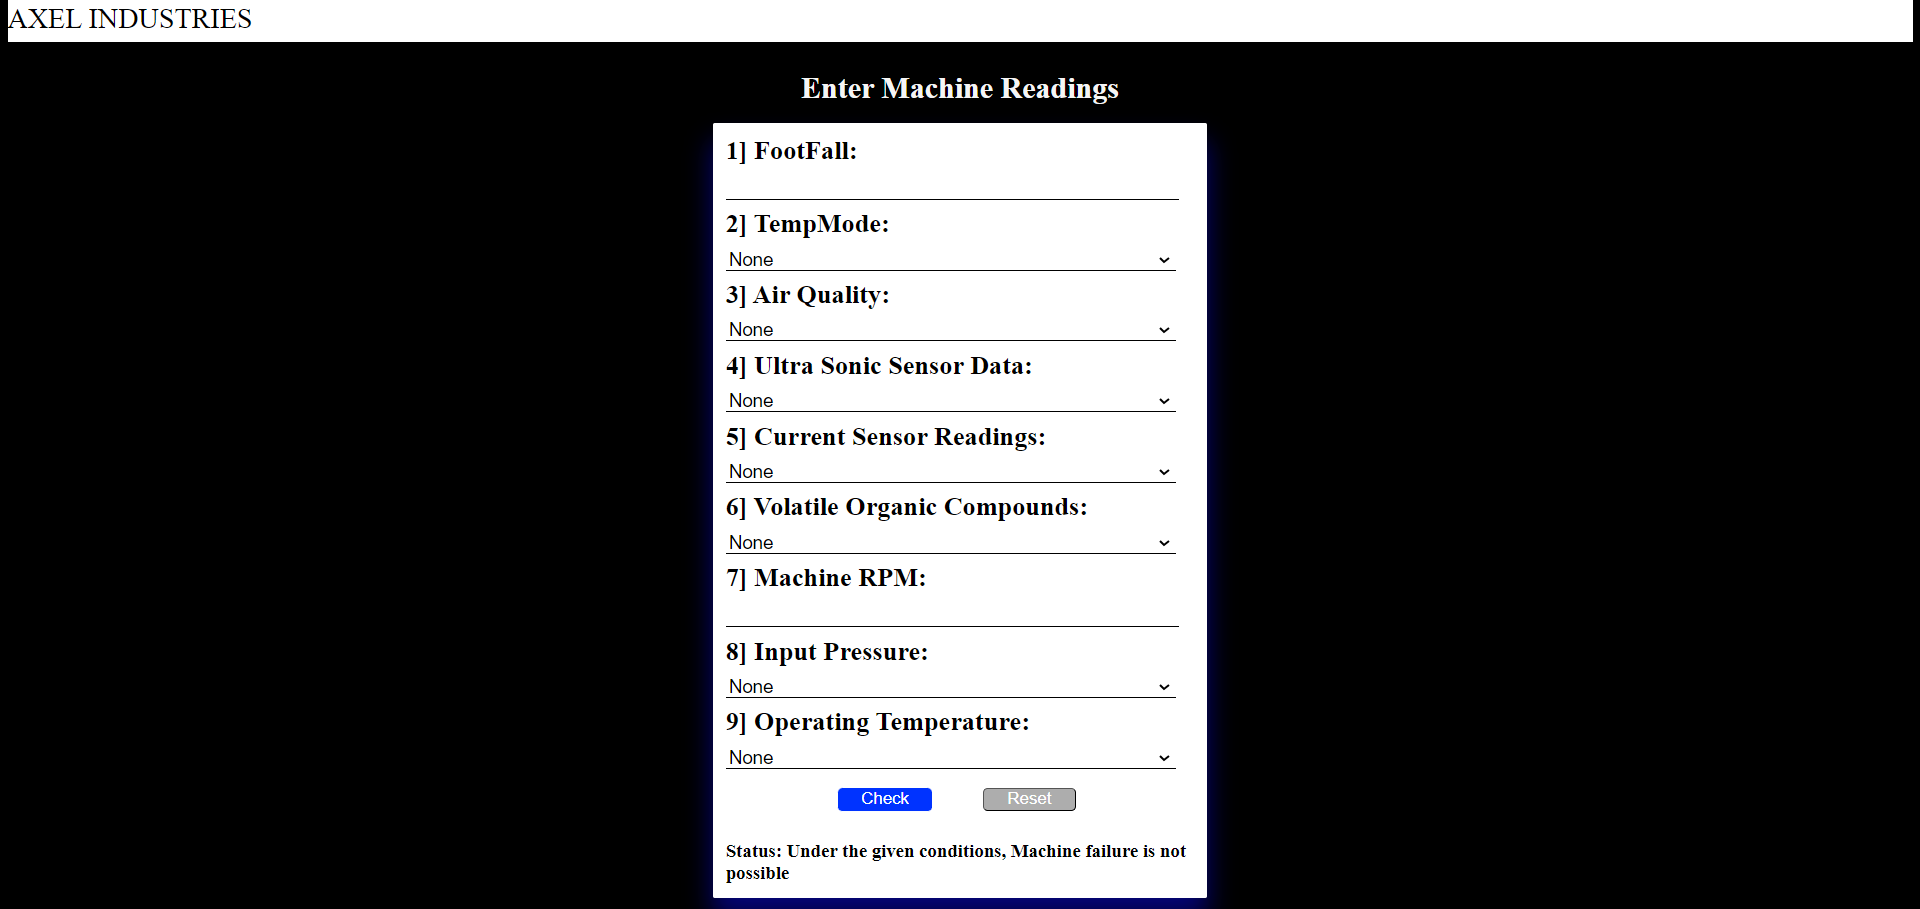 AXEL INDUSTRIES
Enter Machine Readings
1] FootFall:
2] TempMode:
None
3] Air Quality:
None
4] Ultra Sonic Sensor Data:
None
5] Current Sensor Readings:
None
6] Volatile Organic Compounds:
None
7] Machine RPM:
8] Input Pressure:
None
9] Operating Temperature:
None
Check Reset
Status: Under the given conditions, Machine failure is not
possible